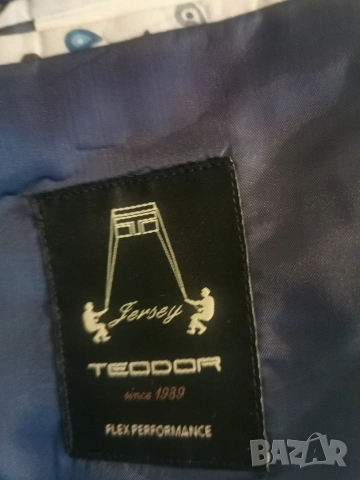 Jersey
TEODOR
since 1989
FLEX PERFORMANCE
BAZAR